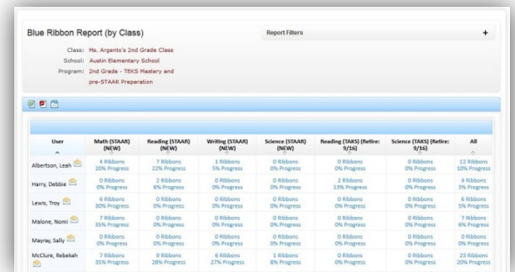 Blue Ribbon Report (by Class)
Report Filters +
Class: Ms. Argento's 2nd Grade Class
School: Austin Elementary School
Program: 2nd Grade - TEKS Mastery and
pre-STAAR Preparation
User Math (STAAR) (NEW) Reading (STAAR) (NEW) Writing (STAAR) (NEW) Science (STAAR) (NEW) Reading (TAKS) (Retire: 9/16) Science (TAKS) (Retire: 9/16) All
Albertson, Leah 4 Ribbons 7 Ribbons 1 Ribbons 0 Ribbons 0 Ribbons 0 Ribbons 12 Ribbons
20% Progress 22% Progress 5% Progress 0% Progress 0% Progress 0% Progress 10% Progress
Harry, Debbie 0 Ribbons 2 Ribbons 0 Ribbons 0 Ribbons 2 Ribbons 0 Ribbons 4 Ribbons
0% Progress 6% Progress 0% Progress 0% Progress 13% Progress 0% Progress 3% Progress
Lewis, Troy 6 Ribbons 0 Ribbons 0 Ribbons 0 Ribbons 0 Ribbons 0 Ribbons 6 Ribbons
30% Progress 0% Progress 0% Progress 0% Progress 0% Progress 0% Progress 5% Progress
Malone, Nomi 7 Ribbons 0 Ribbons 0 Ribbons 0 Ribbons 0 Ribbons 0 Ribbons 7 Ribbons
35% Progress 0% Progress 0% Progress 0% Progress 0% Progress 0% Progress 6% Progress
Mayray, Sally 0 Ribbons 0 Ribbons 0 Ribbons 0 Ribbons 0 Ribbons 0 Ribbons 0 Ribbons
0% Progress 0% Progress 0% Progress 0% Progress 0% Progress 0% Progress 0% Progress
McClure, Rebekah 7 Ribbons 9 Ribbons 6 Ribbons 1 Ribbons 0 Ribbons 0 Ribbons 23 Ribbons
35% Progress 28% Progress 27% Progress 8% Progress 0% Progress 0% Progress 20% Progress